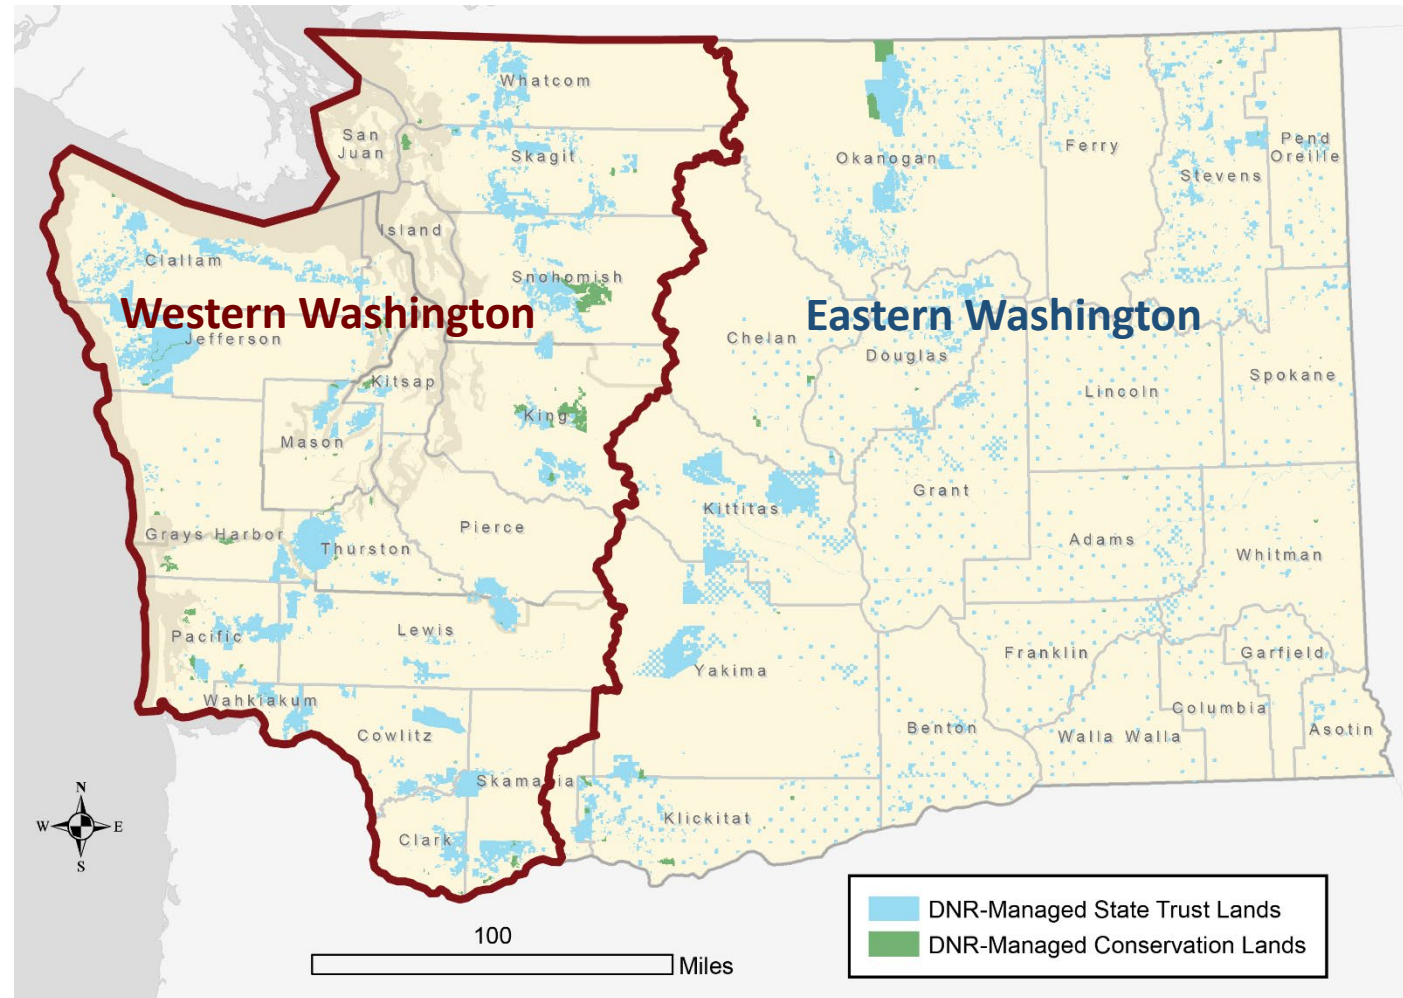 Whatcom
San
Juan
Skagit
Okanogan
Ferry
Pend
Oreille
Stevens
Island
Clallam
Snohomish
Western Washington
Eastern Washington
Jefferson
Chelan
Douglas
Kitsap
Lincoln
Spokane
King
Mason
Grant
Kittitas
Pierce
Grays Harbor
Thurston
Adams
Whitman
Pacific
Lewis
Franklin
Garfield
Yakima
Wahkiakum
Columbia
Cowlitz
Benton
Walla Walla
Asotin
Skamania
N
W
E
S
Clark
Klickitat
DNR-Managed State Trust Lands
DNR-Managed Conservation Lands
100
Miles